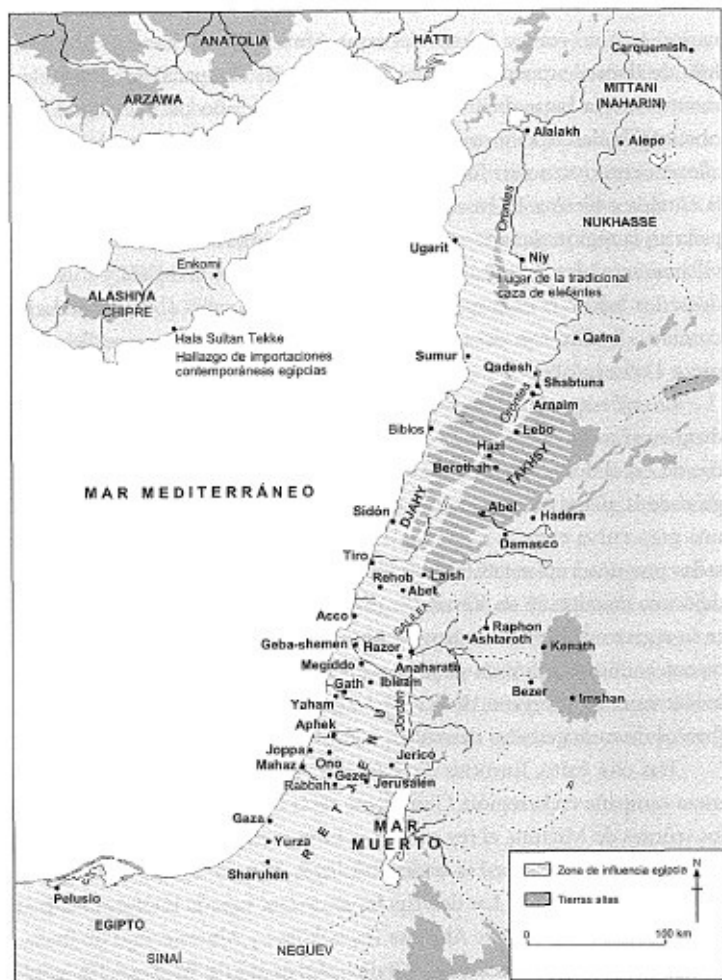 ANATOLIA
HATTI
Carquemish
ARZAWA
MITTANI
(NAHARIN)
Alalakh
Alepo
Orontes
NUKHASSE
Ugarit
Niy
Lugar de la tradicional
caza de elefantes
Enkomi
ALASHIYA
CHIPRE
Hala Sultan Tekke
Hallazgo de importaciones
contemporáneas egipcias
Sumur
Qatna
Qadesh
Shabtuna
Orontes
Arnaim
Biblos
Lebo
Hazi
Berothah
TAKHSY
MAR MEDITERRÁNEO
DJAHY
Sidón
Abel
Hadera
Damasco
Tiro
Rehob
Laish
Abel
Acco
GALILEA
Raphon
Ashtaroth
Kenath
Geba-shemen
Hazor
Anaharath
Megiddo
Gath
Ibleam
Bezer
Imshan
Yaham
Jordán
Aphek
Joppa
Ono
Jericó
Mahaz
Gezer
Rabbah
Jerusalén
RETJENU
Gaza
MAR
MUERTO
Yurza
Sharuhen
Pelusio
EGIPTO
SINAÍ
NEGUEV
Zona de influencia egipcia
Tierras altas
N
0 100 km